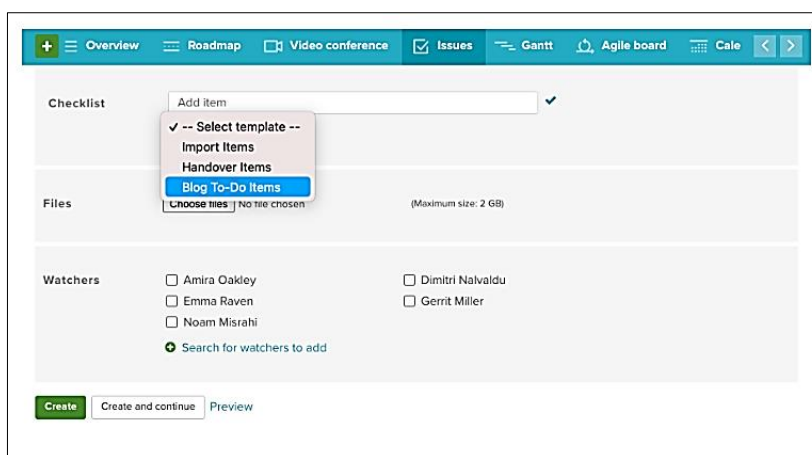 + Overview Roadmap Video conference Issues Gantt Agile board Cale < >
Checklist Add item
✓ -- Select template --
Import Items
Handover Items
Blog To-Do Items
Files Choose files No file chosen (Maximum size: 2 GB)
Watchers Amira Oakley Dimitri Nalvaldu
Emma Raven Gerrit Miller
Noam Misrahi
Search for watchers to add
Create Create and continue Preview